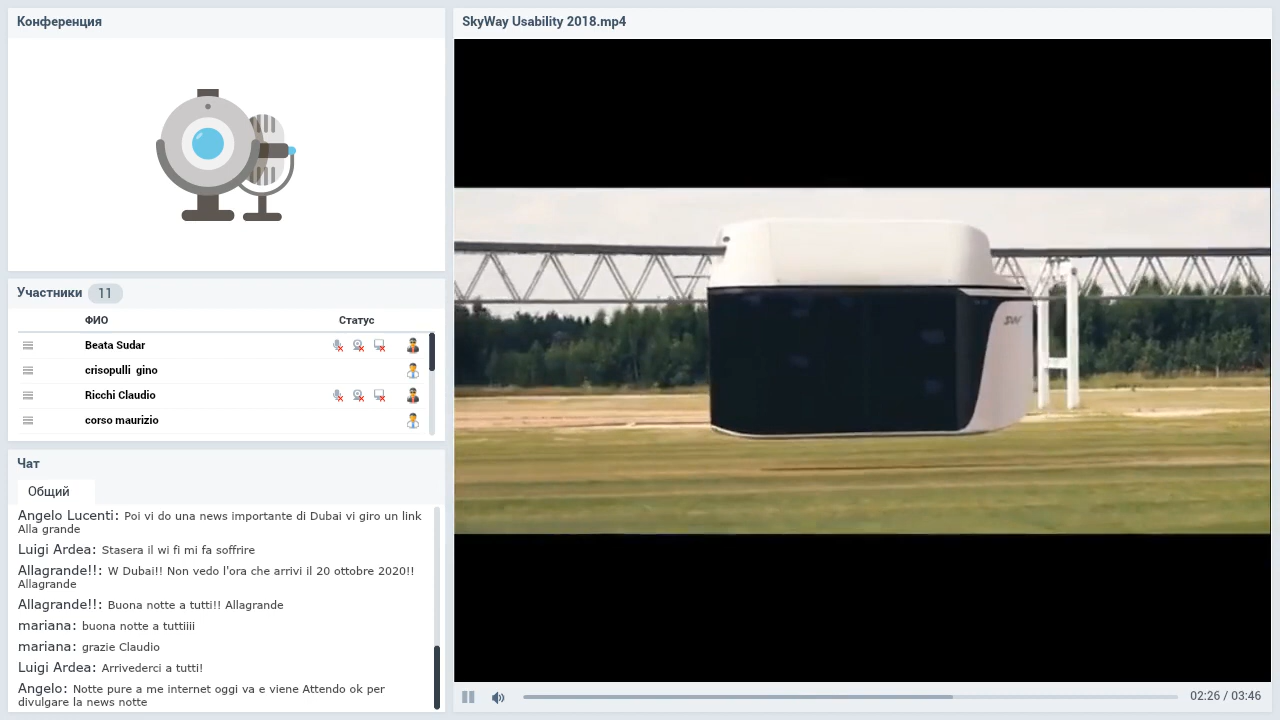 Конференция
SkyWay Usability 2018.mp4
SW
Участники 11
ФИО Статус
Beata Sudar
crisopulli gino
Ricchi Claudio
corso maurizio
Чат
Общий
Angelo Lucenti: Poi vi do una news importante di Dubai vi giro un link
Alla grande
Luigi Ardea: Stasera il wi fi mi fa soffrire
Allagrande!!: W Dubai!! Non vedo l'ora che arrivi il 20 ottobre 2020!!
Allagrande
Allagrande!!: Buona notte a tutti!! Allagrande
mariana: buona notte a tuttiiii
mariana: grazie Claudio
Luigi Ardea: Arrivederci a tutti!
Angelo: Notte pure a me internet oggi va e viene Attendo ok per
divulgare la news notte
02:26 / 03:46